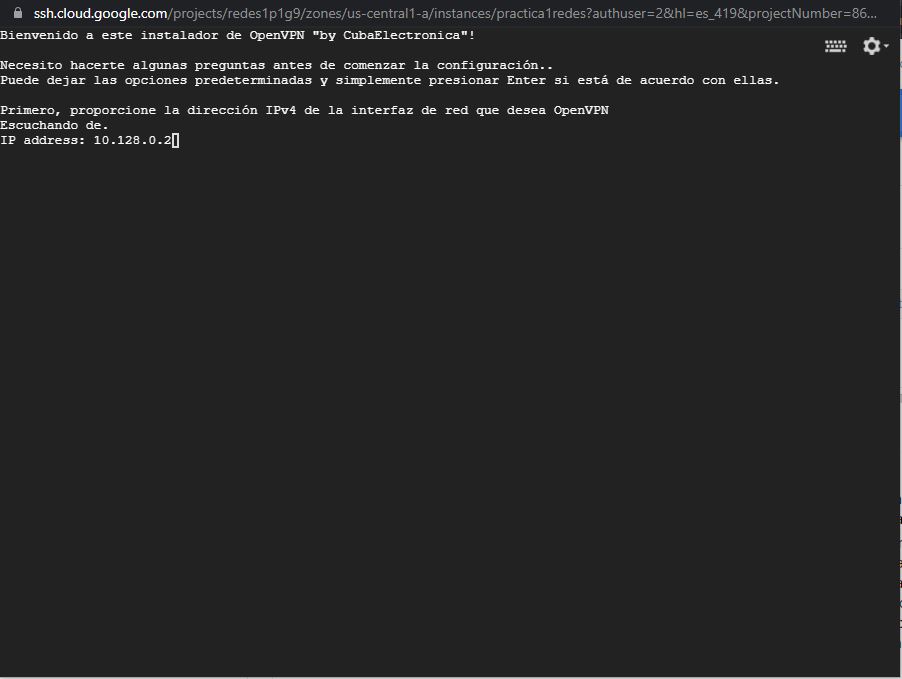 ssh.cloud.google.com/projects/redes1p1g9/zones/us-central1-a/instances/practica1redes?authuser=2&hl=es_419&projectNumber=86...
Bienvenido a este instalador de OpenVPN "by CubaElectronica"!
Necesito hacerte algunas preguntas antes de comenzar la configuración..
Puede dejar las opciones predeterminadas y simplemente presionar Enter si está de acuerdo con ellas.
Primero, proporcione la dirección IPv4 de la interfaz de red que desea OpenVPN
Escuchando de.
IP address: 10.128.0.2